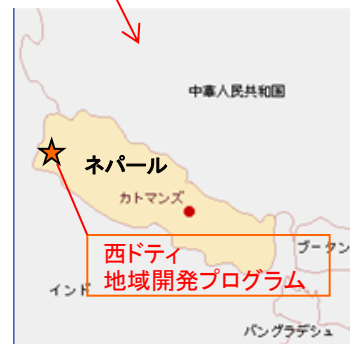 中華人民共和国
ネパール
カトマンズ
西ドティ
地域開発プログラム
ブータン
インド
バングラデシュ